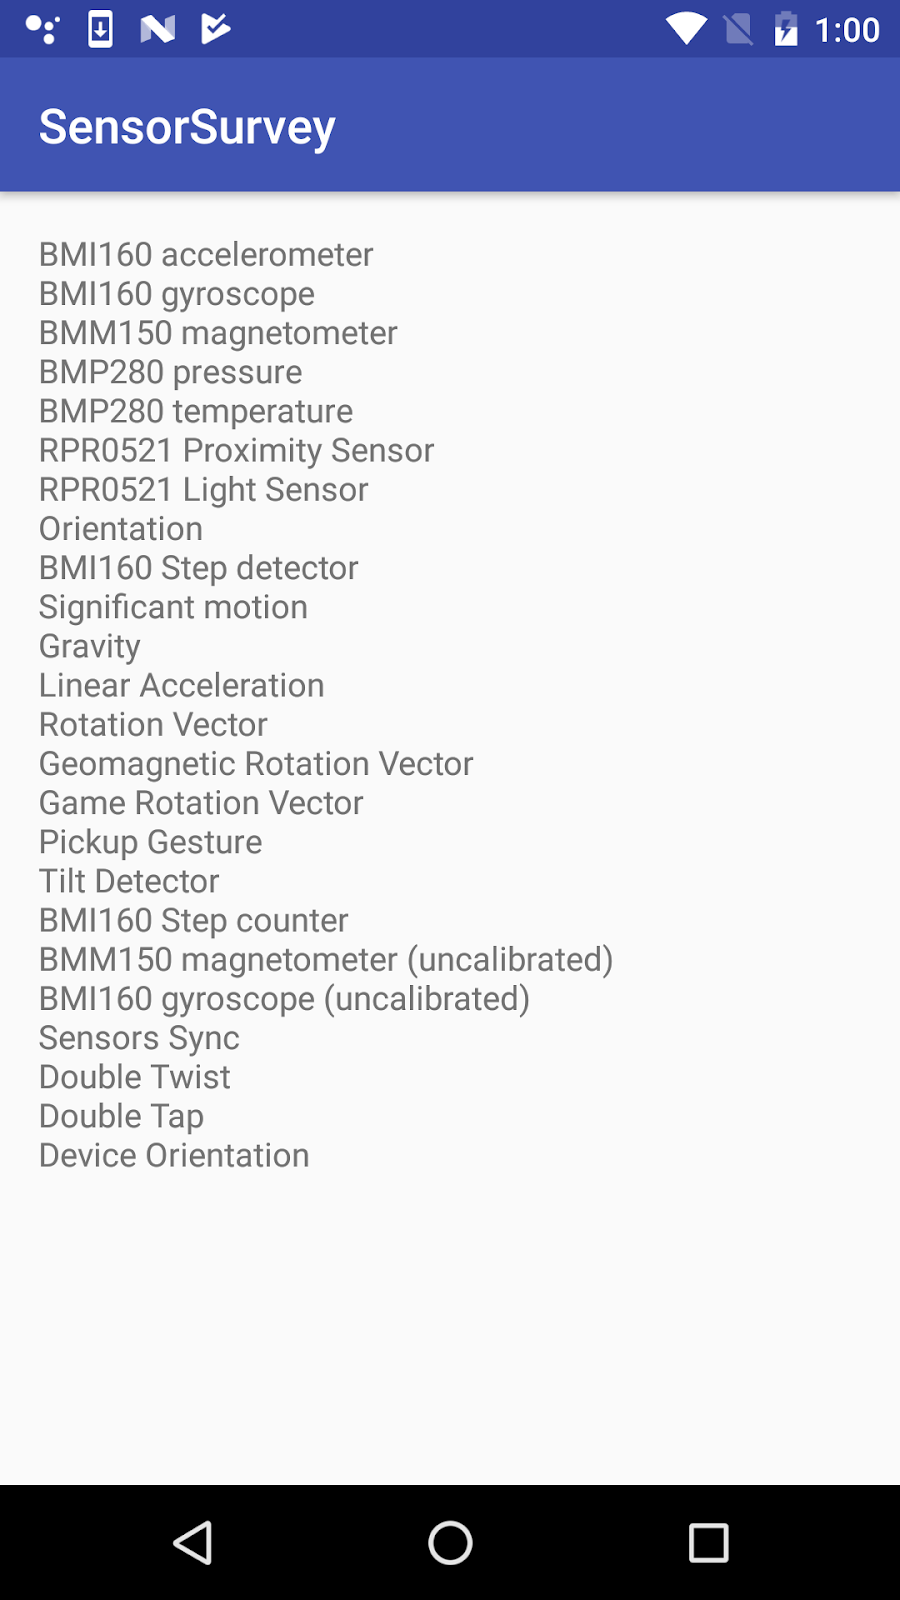 1:00
SensorSurvey
BMI160 accelerometer
BMI160 gyroscope
BMM150 magnetometer
BMP280 pressure
BMP280 temperature
RPR0521 Proximity Sensor
RPR0521 Light Sensor
Orientation
BMI160 Step detector
Significant motion
Gravity
Linear Acceleration
Rotation Vector
Geomagnetic Rotation Vector
Game Rotation Vector
Pickup Gesture
Tilt Detector
BMI160 Step counter
BMM150 magnetometer (uncalibrated)
BMI160 gyroscope (uncalibrated)
Sensors Sync
Double Twist
Double Tap
Device Orientation